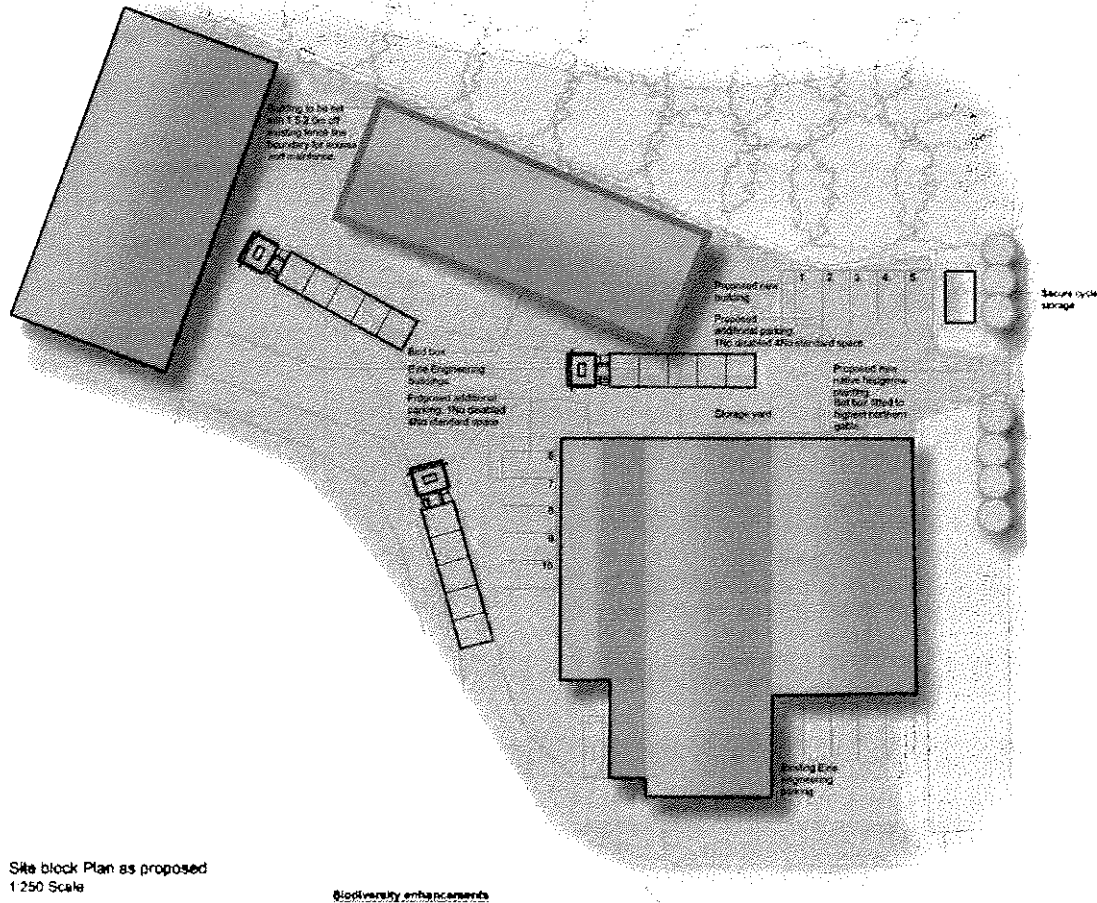 Building to be set
with 1.5-2.0m off
existing fence line
boundary for access
and maintence.
1 2 3 4 5
Proposed new
building
Secure cycle
storage
Proposed
additional parking.
1No disabled 4No standard space
Bird box
Elite Engineering
buildings
Proposed additional
parking. 1No disabled
4No standard space
Proposed new
native hedgerow
planting
Bat box fitted to
highest northern
gable
Storage yard
6
7
8
9
10
Existing
engineering
parking
Site block Plan as proposed
1:250 Scale
Biodiversity enhancements